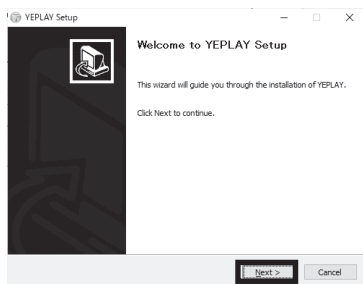 YEPLAY Setup
Welcome to YEPLAY Setup
This wizard will guide you through the installation of YEPLAY.
Click Next to continue.
Next >
Cancel